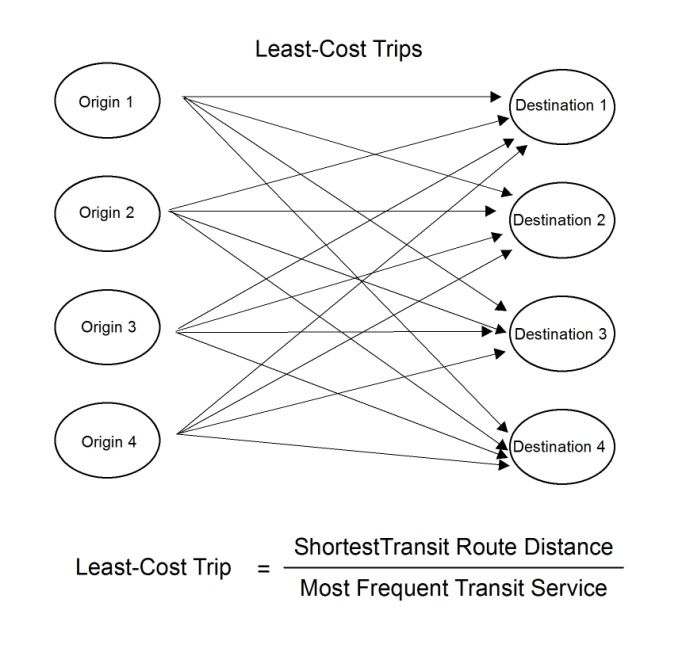 Least-Cost Trips
Origin 1
Destination 1
Origin 2
Destination 2
Origin 3
Destination 3
Origin 4
Destination 4
Least-Cost Trip = ShortestTransit Route Distance
Most Frequent Transit Service